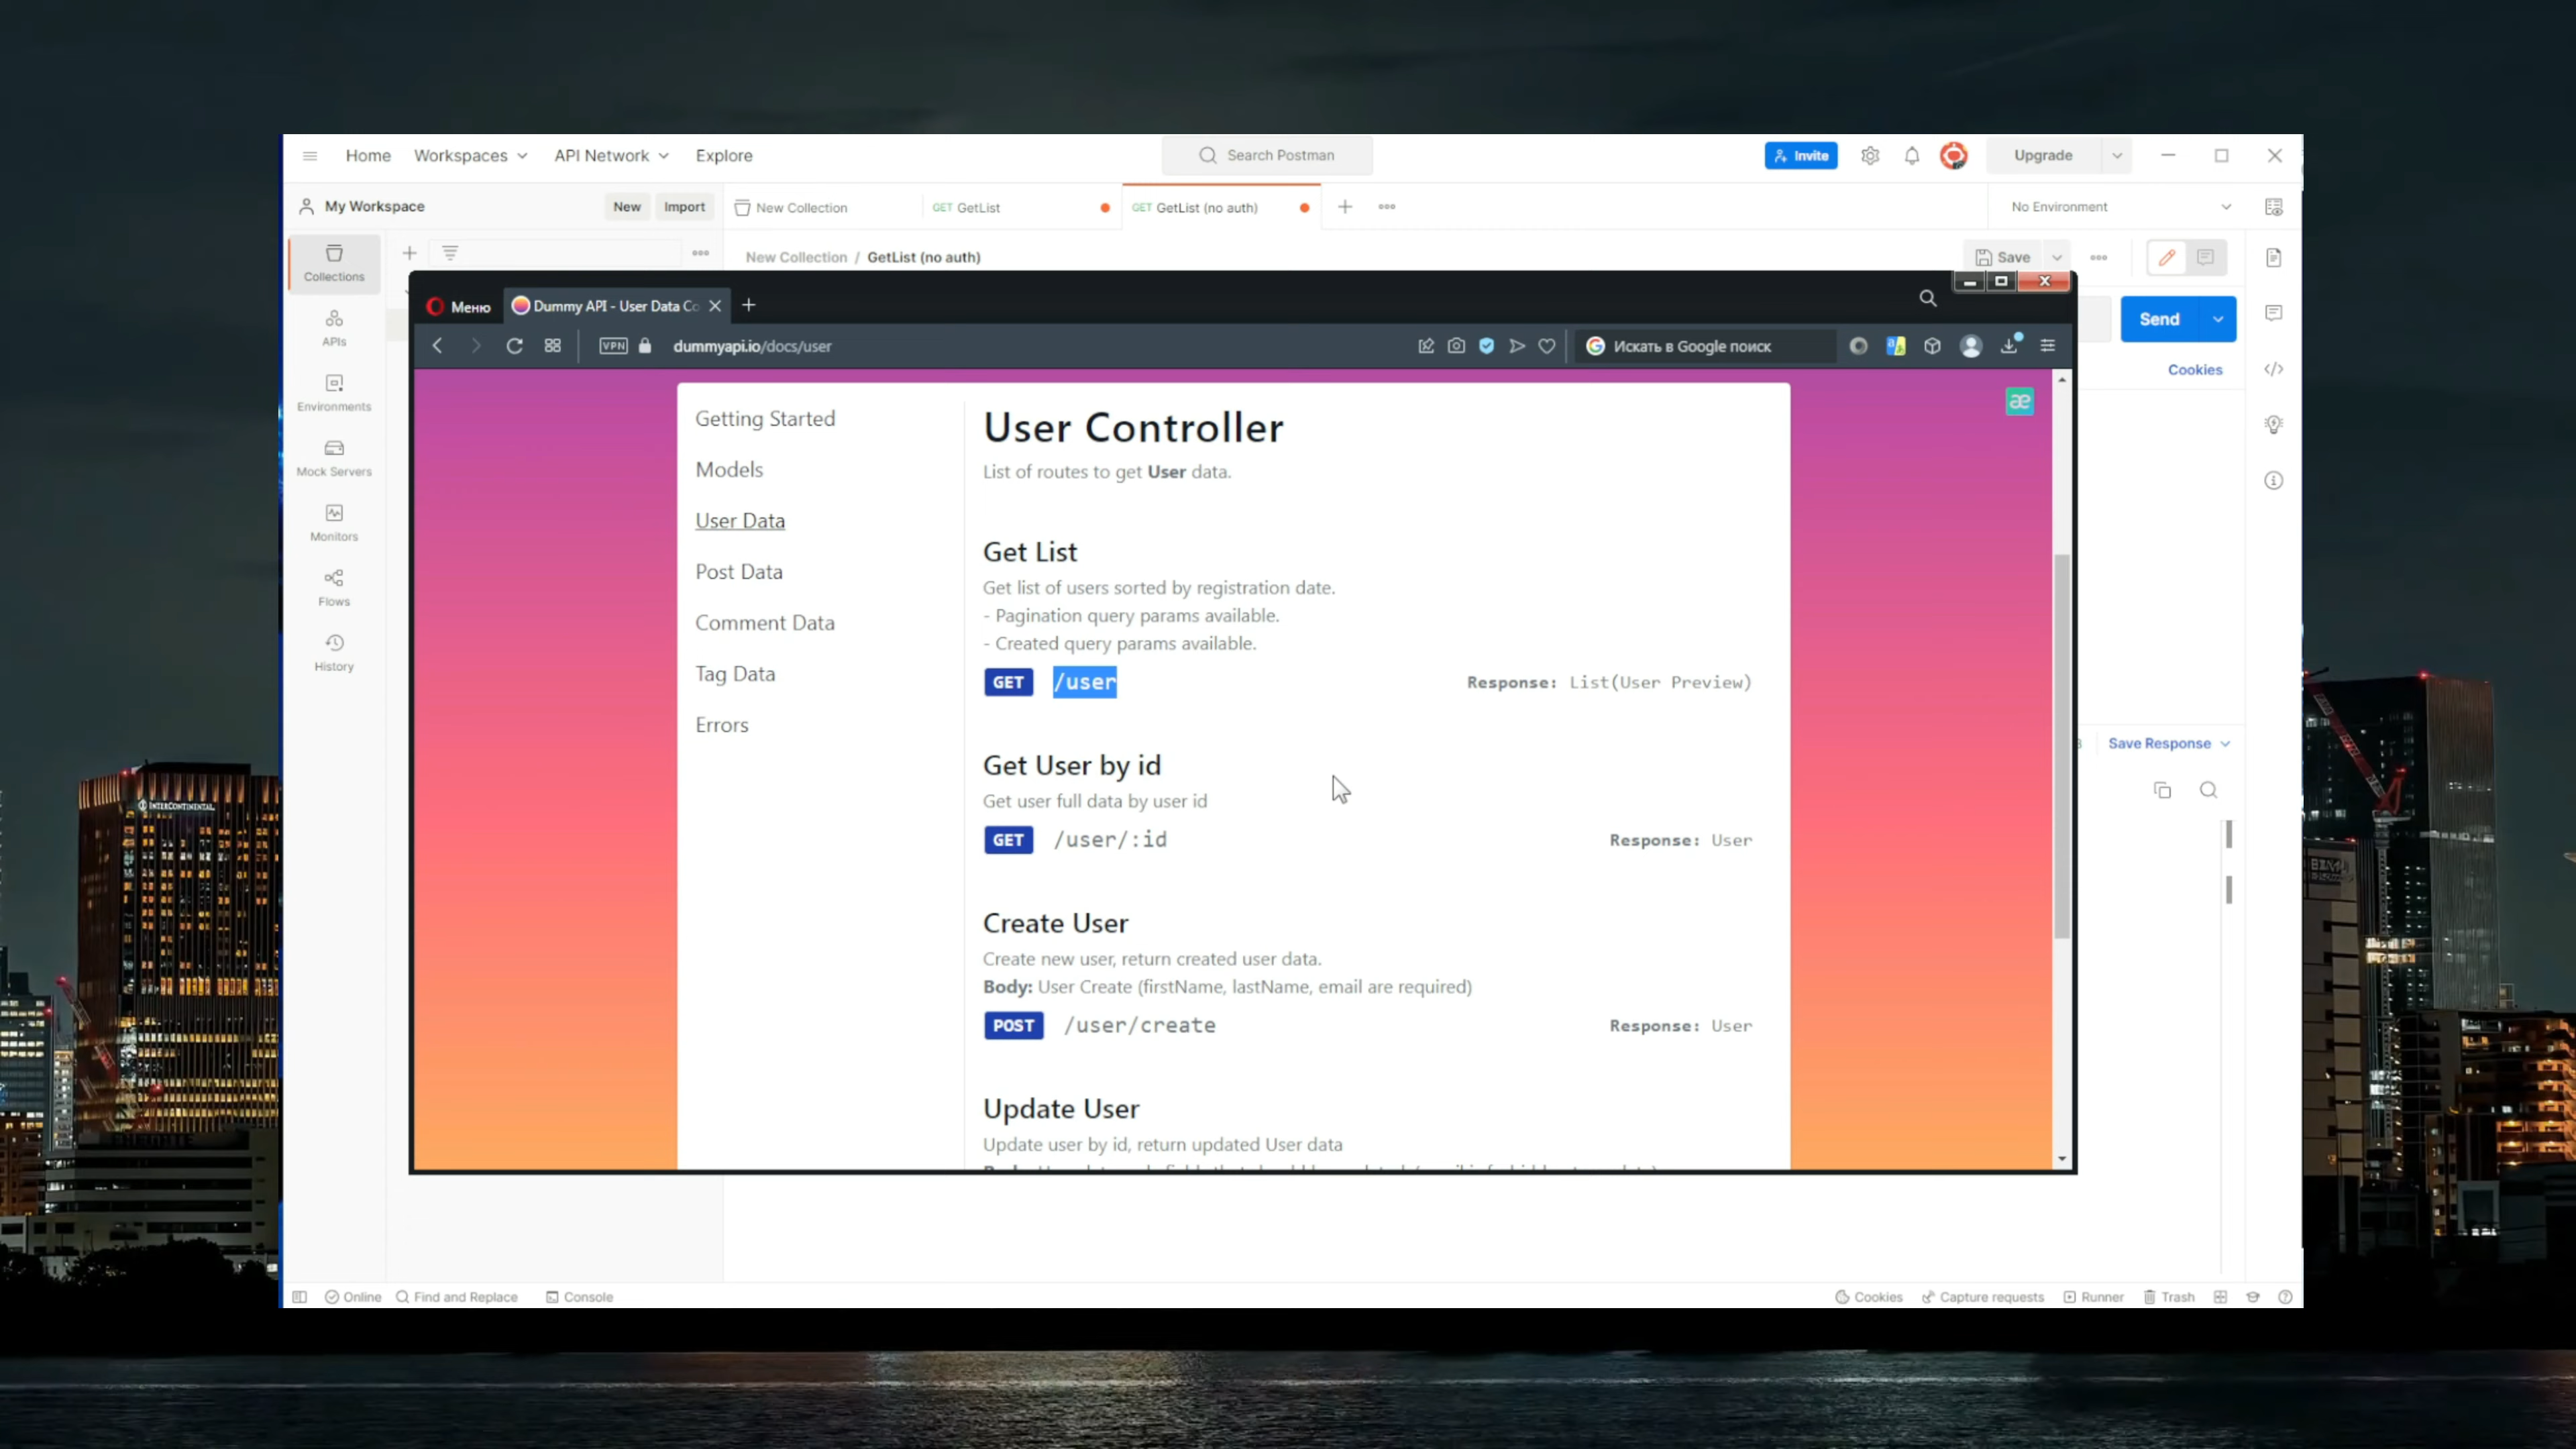 Home Workspaces API Network Explore
Search Postman
Invite
Upgrade
My Workspace
New Import
New Collection
GET GetList
GET GetList (no auth)
No Environment
Collections
New Collection / GetList (no auth)
Save
Меню
Dummy API - User Data Co
Send
VPN
dummyapi.io/docs/user
Искать в Google поиск
APIs
Cookies
Environments
Mock Servers
Monitors
Flows
History
Getting Started
Models
User Data
Post Data
Comment Data
Tag Data
Errors
æ
User Controller
List of routes to get User data.
Get List
Get list of users sorted by registration date.
- Pagination query params available.
- Created query params available.
GET /user Response: List(User Preview)
Get User by id
Get user full data by user id
GET /user/:id Response: User
Create User
Create new user, return created user data.
Body: User Create (firstName, lastName, email are required)
POST /user/create Response: User
Update User
Update user by id, return updated User data
Save Response
INTERCONTINENTAL
Online Find and Replace Console
Cookies Capture requests Runner Trash